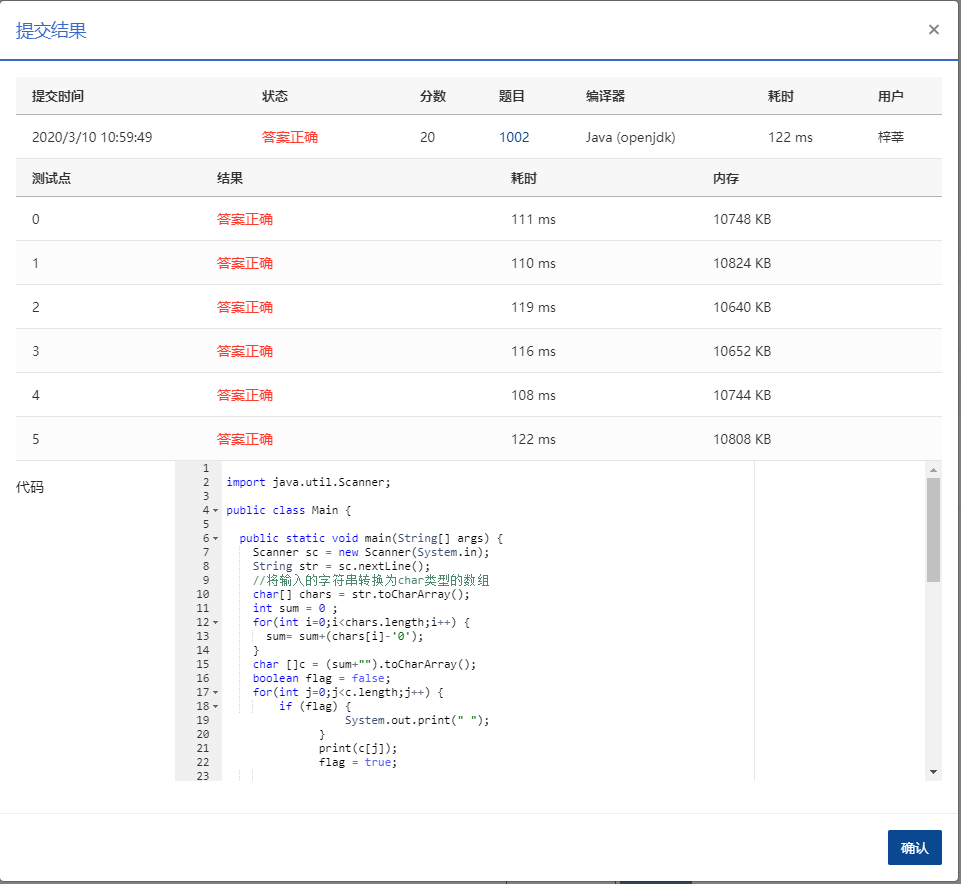 提交结果 ×
提交时间 状态 分数 题目 编译器 耗时 用户
2020/3/10 10:59:49 答案正确 20 1002 Java (openjdk) 122 ms 梓莘
测试点 结果 耗时 内存
0 答案正确 111 ms 10748 KB
1 答案正确 110 ms 10824 KB
2 答案正确 119 ms 10640 KB
3 答案正确 116 ms 10652 KB
4 答案正确 108 ms 10744 KB
5 答案正确 122 ms 10808 KB
代码
1
2 import java.util.Scanner;
3
4 public class Main {
5
6 public static void main(String[] args) {
7 Scanner sc = new Scanner(System.in);
8 String str = sc.nextLine();
9 //将输入的字符串转换为char类型的数组
10 char[] chars = str.toCharArray();
11 int sum = 0 ;
12 for(int i=0;i<chars.length;i++) {
13 sum= sum+(chars[i]-'0');
14 }
15 char []c = (sum+"").toCharArray();
16 boolean flag = false;
17 for(int j=0;j<c.length;j++) {
18 if (flag) {
19 System.out.print(" ");
20 }
21 print(c[j]);
22 flag = true;
23
确认